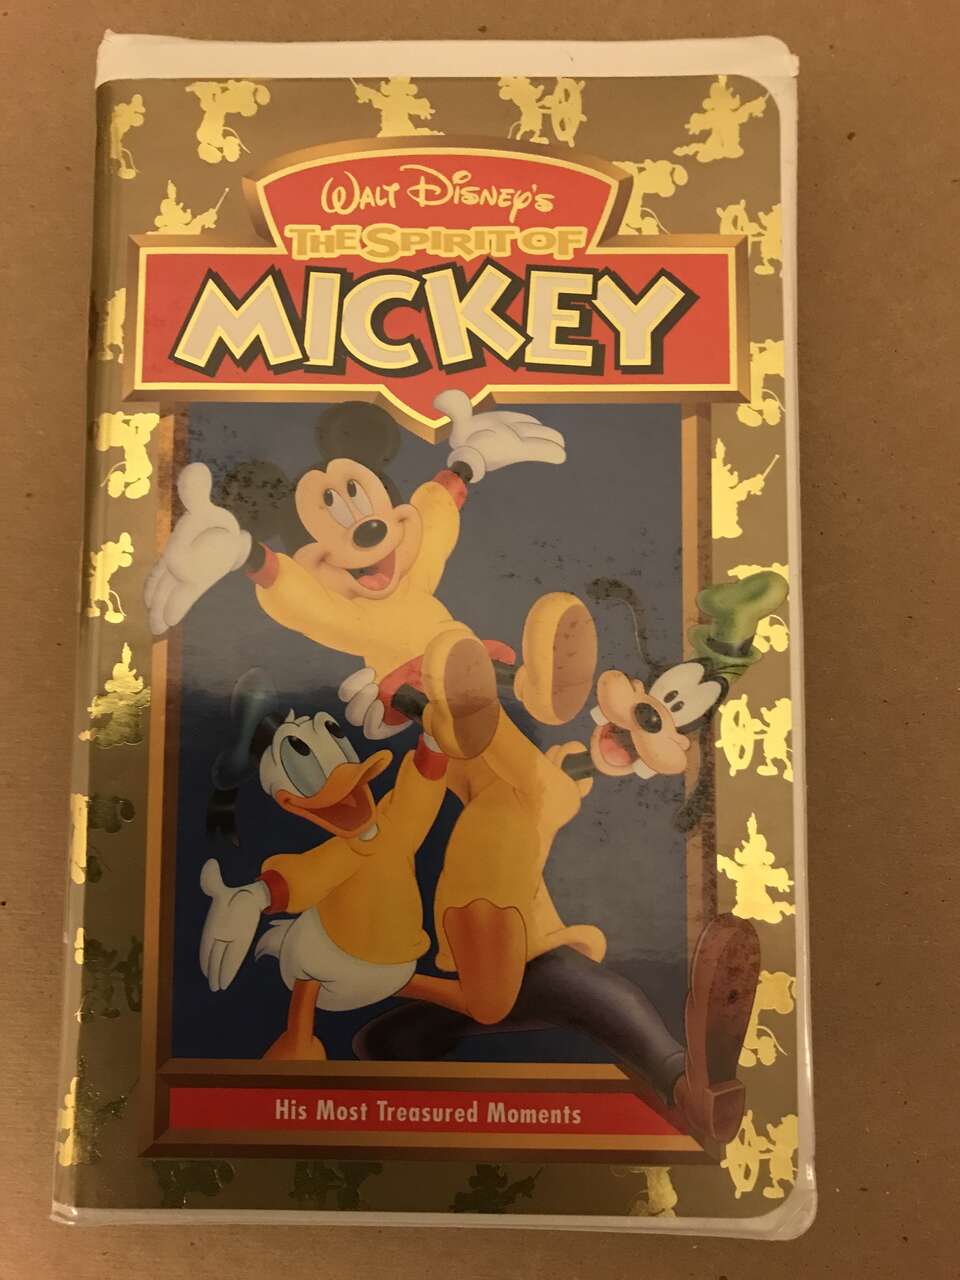 WALT DISNEY'S
THE SPIRIT OF
MICKEY
His Most Treasured Moments